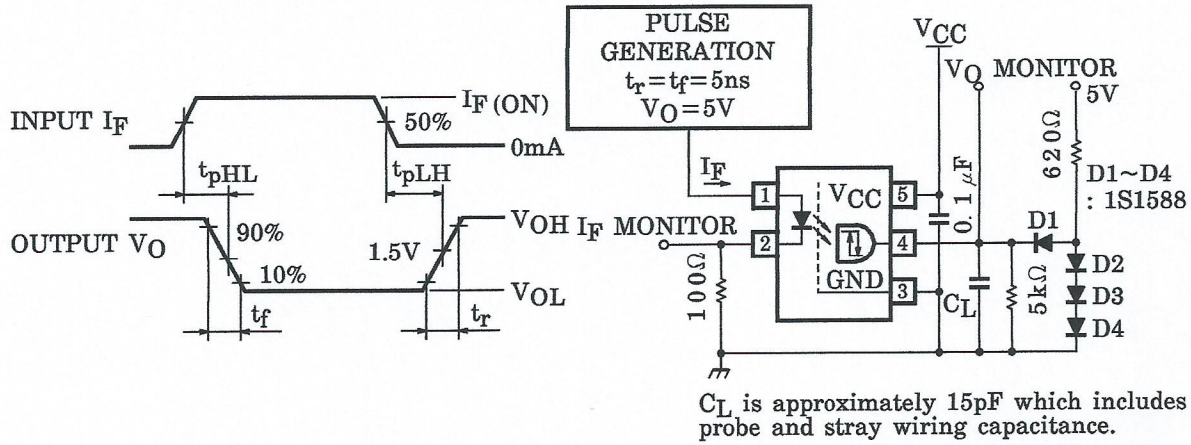 INPUT IF
IF (ON)
50%
0mA
tpHL
tpLH
OUTPUT VO
90%
10%
1.5V
VOH
VOL
tf
tr
PULSE
GENERATION
tr=tf=5ns
VO=5V
IF
IF MONITOR
100Ω
1
2
VCC
GND
5
4
3
VCC
0.1 μF
VO MONITOR
5V
620Ω
D1~D4
: 1S1588
D1
D2
D3
D4
CL
5kΩ
CL is approximately 15pF which includes
probe and stray wiring capacitance.